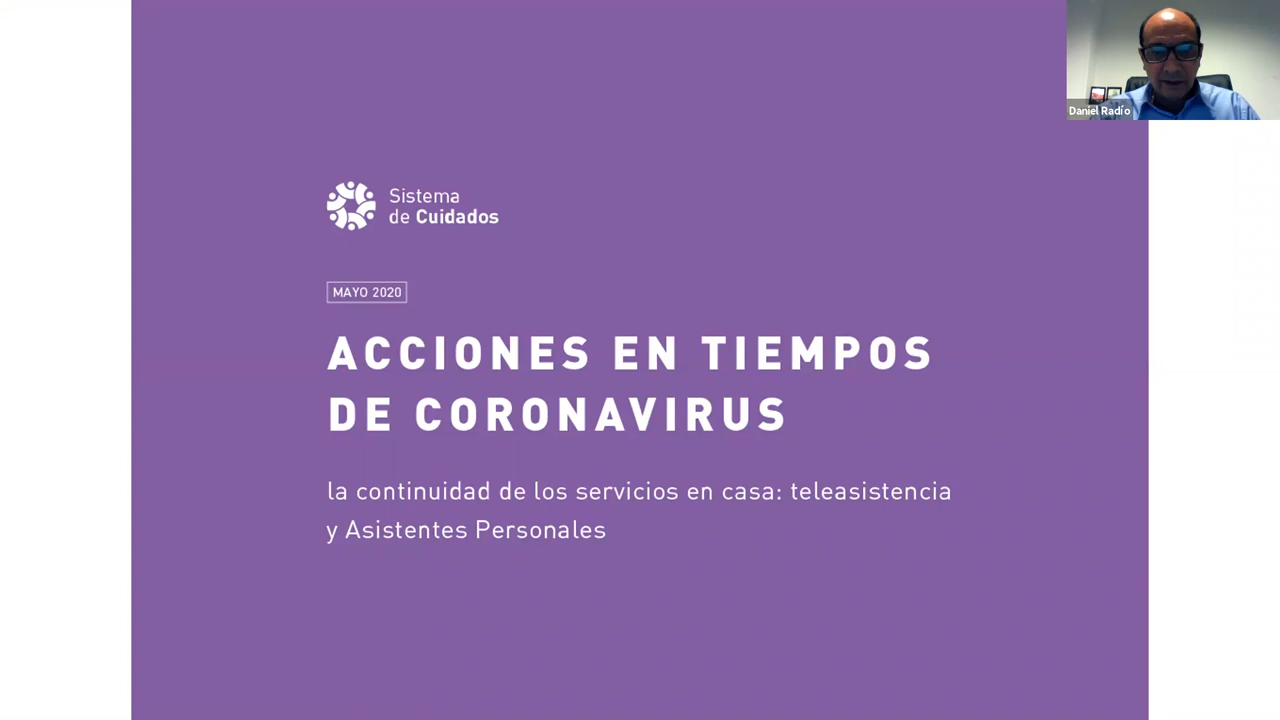 Daniel Radío
Sistema
de Cuidados
MAYO 2020
ACCIONES EN TIEMPOS
DE CORONAVIRUS
la continuidad de los servicios en casa: teleasistencia
y Asistentes Personales